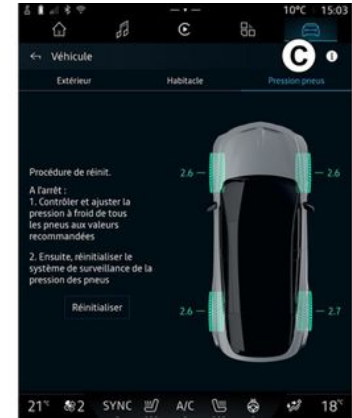 10°C 15:03
Véhicule
C
Extérieur Habitacle Pression pneus
Procédure de réinit.
A l'arrêt :
1. Contrôler et ajuster la
pression à froid de tous
les pneus aux valeurs
recommandées
2. Ensuite, réinitialiser le
système de surveillance de la
pression des pneus
Réinitialiser
2.6 2.6
2.6 2.7
21° 2 SYNC A/C 18°